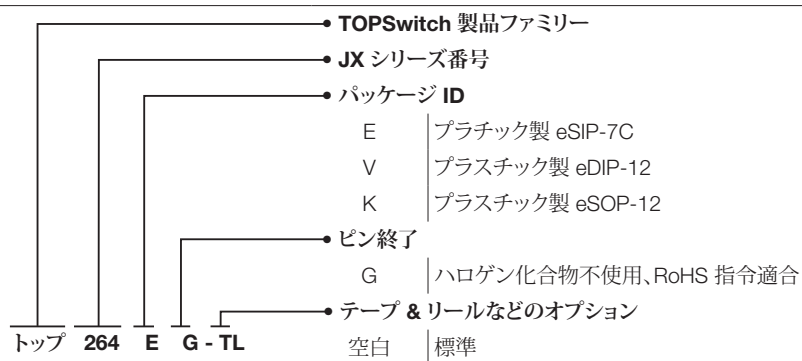 TOPSwitch 製品ファミリー
JX シリーズ番号
パッケージ ID
E プラチック製 eSIP-7C
V プラスチック製 eDIP-12
K プラスチック製 eSOP-12
ピン終了
G ハロゲン化合物不使用、RoHS 指令適合
テープ & リールなどのオプション
トップ 264 E G - TL
空白 標準